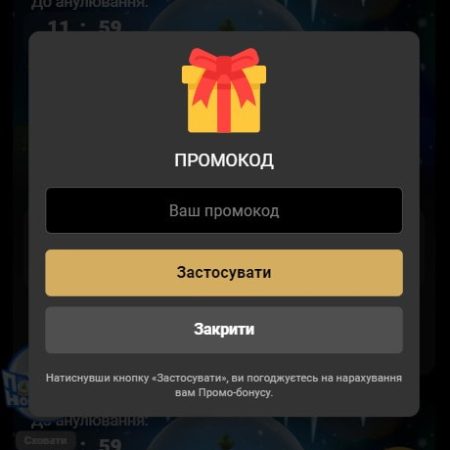 До анулювання:
11 : 59
ПРОМОКОД
Ваш промокод
Застосувати
Закрити
Натиснувши кнопку «Застосувати», ви погоджуєтесь на нарахування
вам Промо-бонусу.
До анулювання:
Сховати
: 59